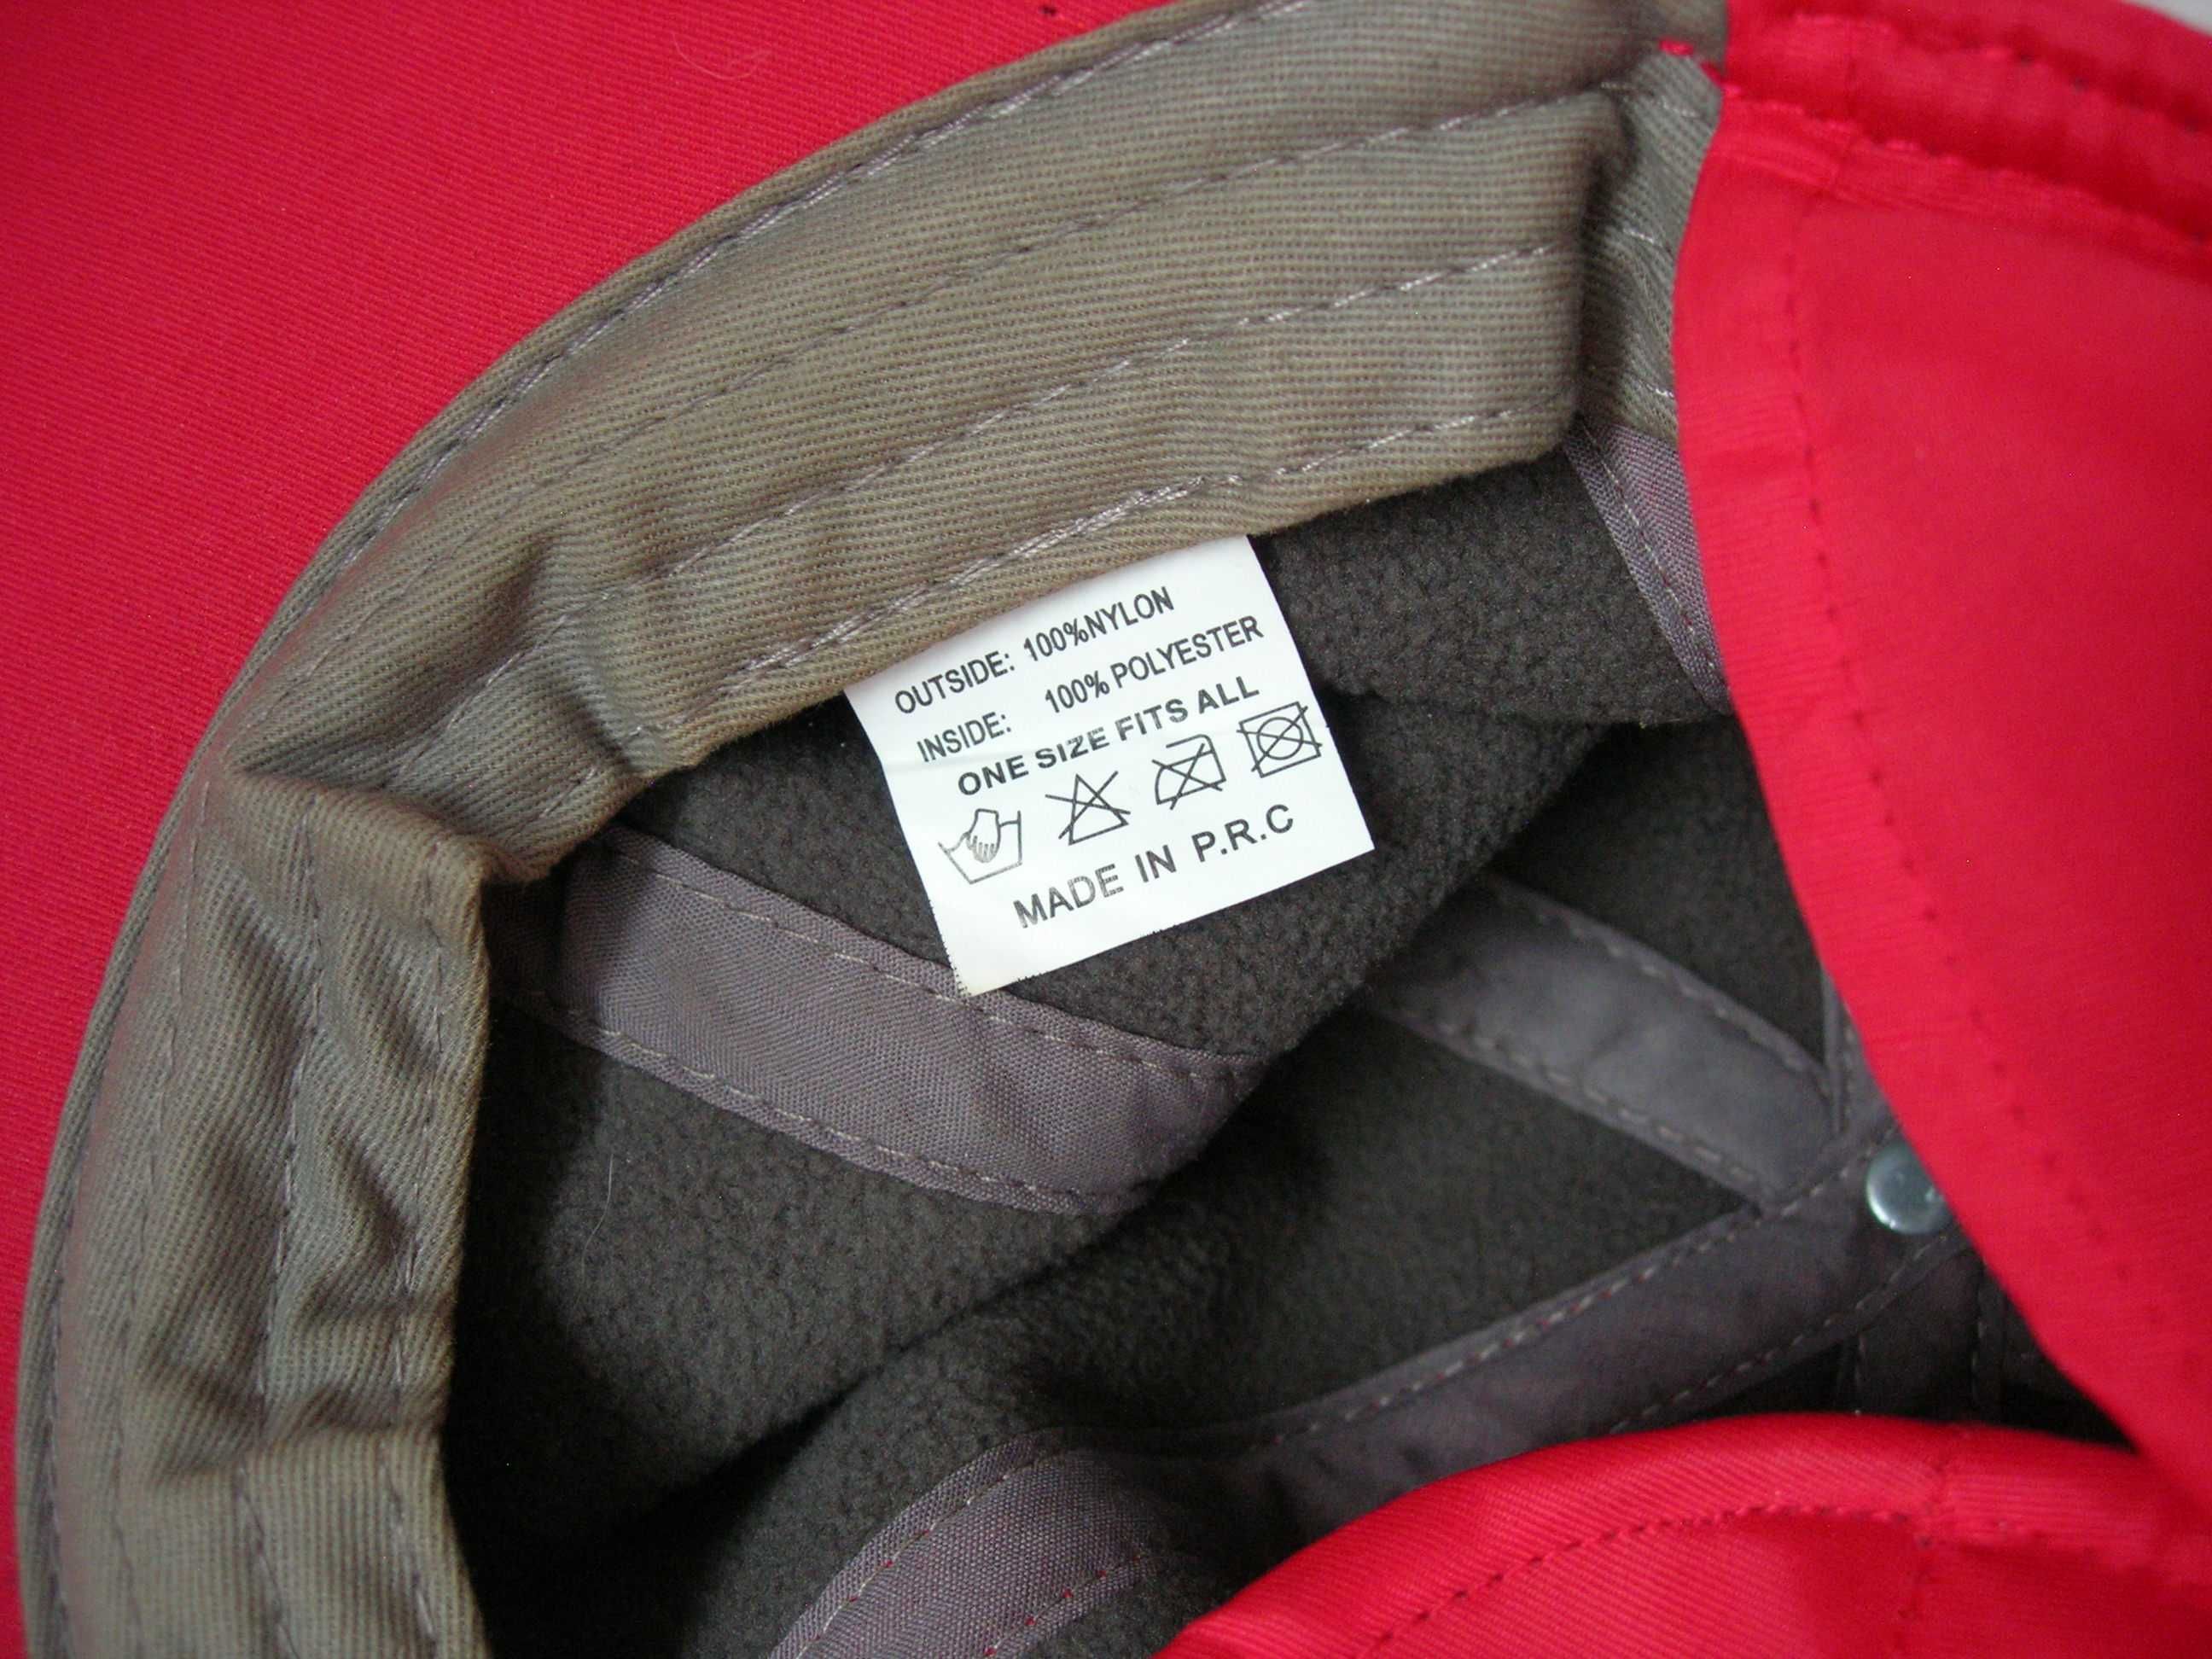 OUTSIDE: 100%NYLON
INSIDE: 100% POLYESTER
ONE SIZE FITS ALL
MADE IN P.R.C